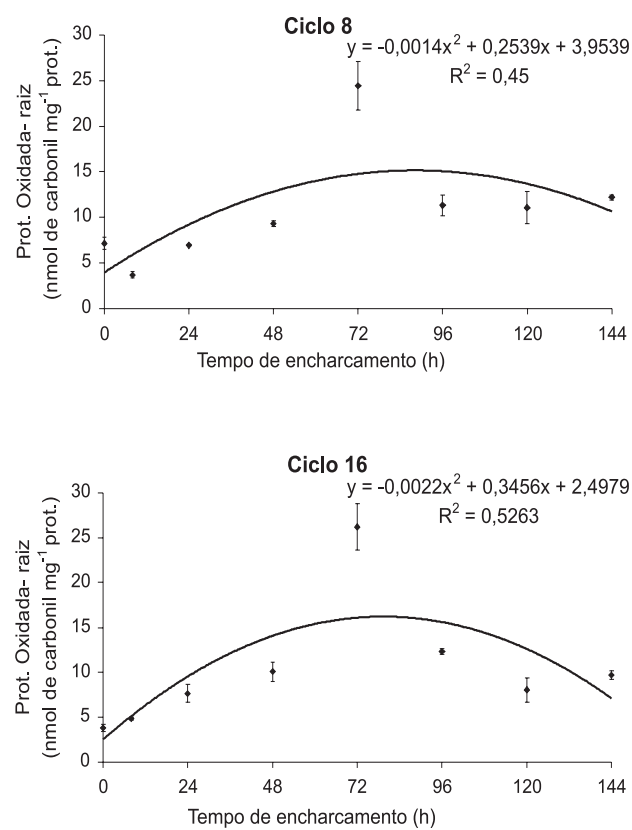 Ciclo 8
y = -0,0014x² + 0,2539x + 3,9539
R² = 0,45
Prot. Oxidada- raiz
(nmol de carbonil mg⁻¹ prot.)
30
25
20
15
10
5
0
0 24 48 72 96 120 144
Tempo de encharcamento (h)
Ciclo 16
y = -0,0022x² + 0,3456x + 2,4979
R² = 0,5263
Prot. Oxidada- raiz
(nmol de carbonil mg⁻¹ prot.)
30
25
20
15
10
5
0
0 24 48 72 96 120 144
Tempo de encharcamento (h)